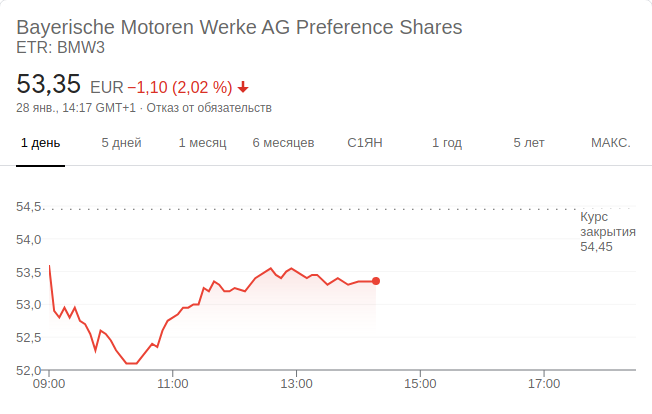 Bayerische Motoren Werke AG Preference Shares
ETR: BMW3
53,35 EUR −1,10 (2,02 %)
28 янв., 14:17 GMT+1 · Отказ от обязательств
1 день 5 дней 1 месяц 6 месяцев С1ЯН 1 год 5 лет МАКС.
54,5
Курс
закрытия
54,45
54,0
53,5
53,0
52,5
52,0
09:00 11:00 13:00 15:00 17:00